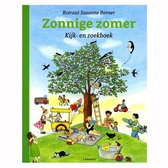 Rotraut Susanne Berner
Zonnige zomer
Kijk- en zoekboek